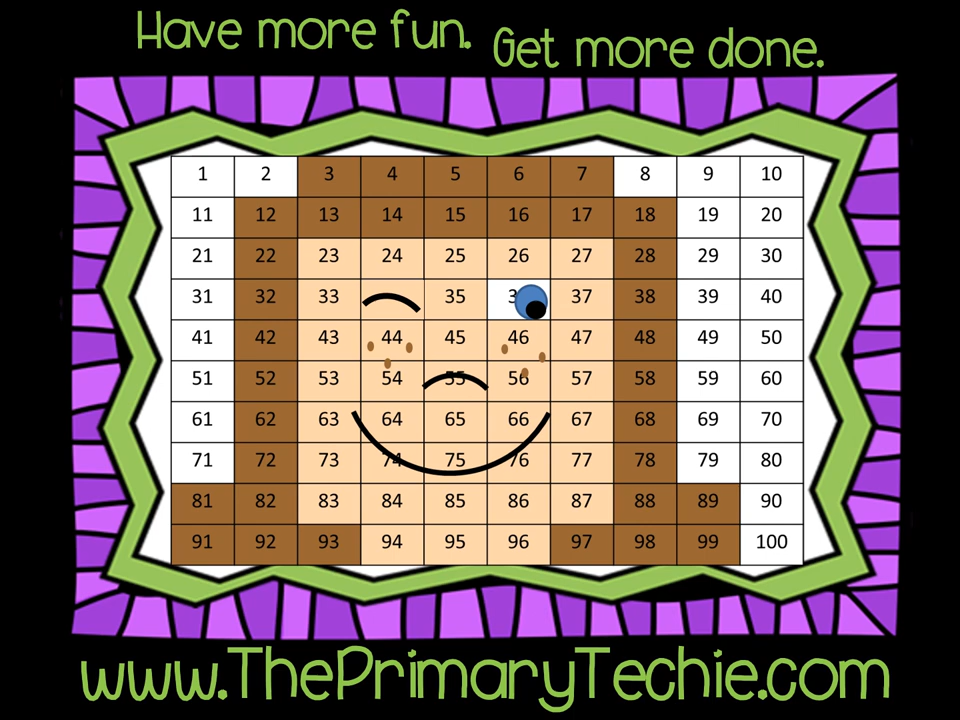 Have more fun. Get more done.
1 2 3 4 5 6 7 8 9 10
11 12 13 14 15 16 17 18 19 20
21 22 23 24 25 26 27 28 29 30
31 32 33 35 37 38 39 40
41 42 43 44 45 46 47 48 49 50
51 52 53 54 55 56 57 58 59 60
61 62 63 64 65 66 67 68 69 70
71 72 73 74 75 76 77 78 79 80
81 82 83 84 85 86 87 88 89 90
91 92 93 94 95 96 97 98 99 100
www.ThePrimaryTechie.com